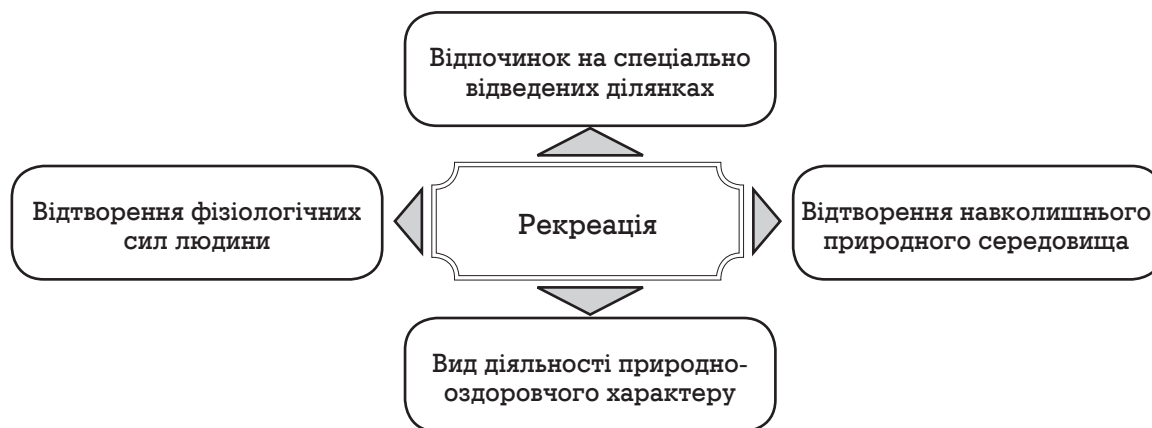 Відпочинок на спеціально
відведених ділянках
Відтворення фізіологічних
сил людини
Рекреація
Відтворення навколишнього
природного середовища
Вид діяльності природно-
оздоровчого характеру